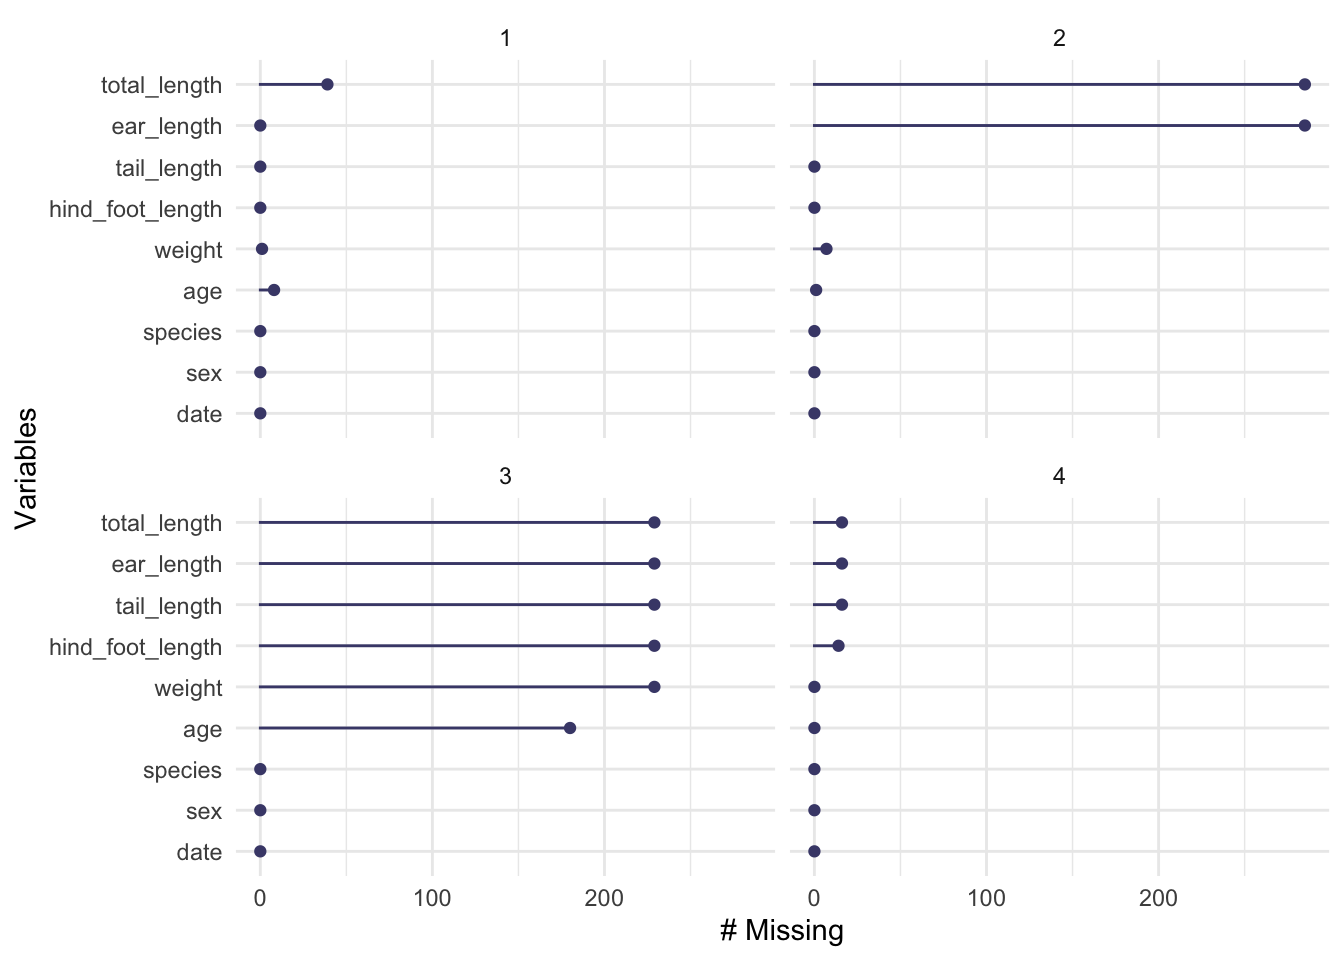 1
2
total_length
ear_length
tail_length
hind_foot_length
weight
age
species
sex
date
Variables
3
4
total_length
ear_length
tail_length
hind_foot_length
weight
age
species
sex
date
0
100
200
0
100
200
# Missing